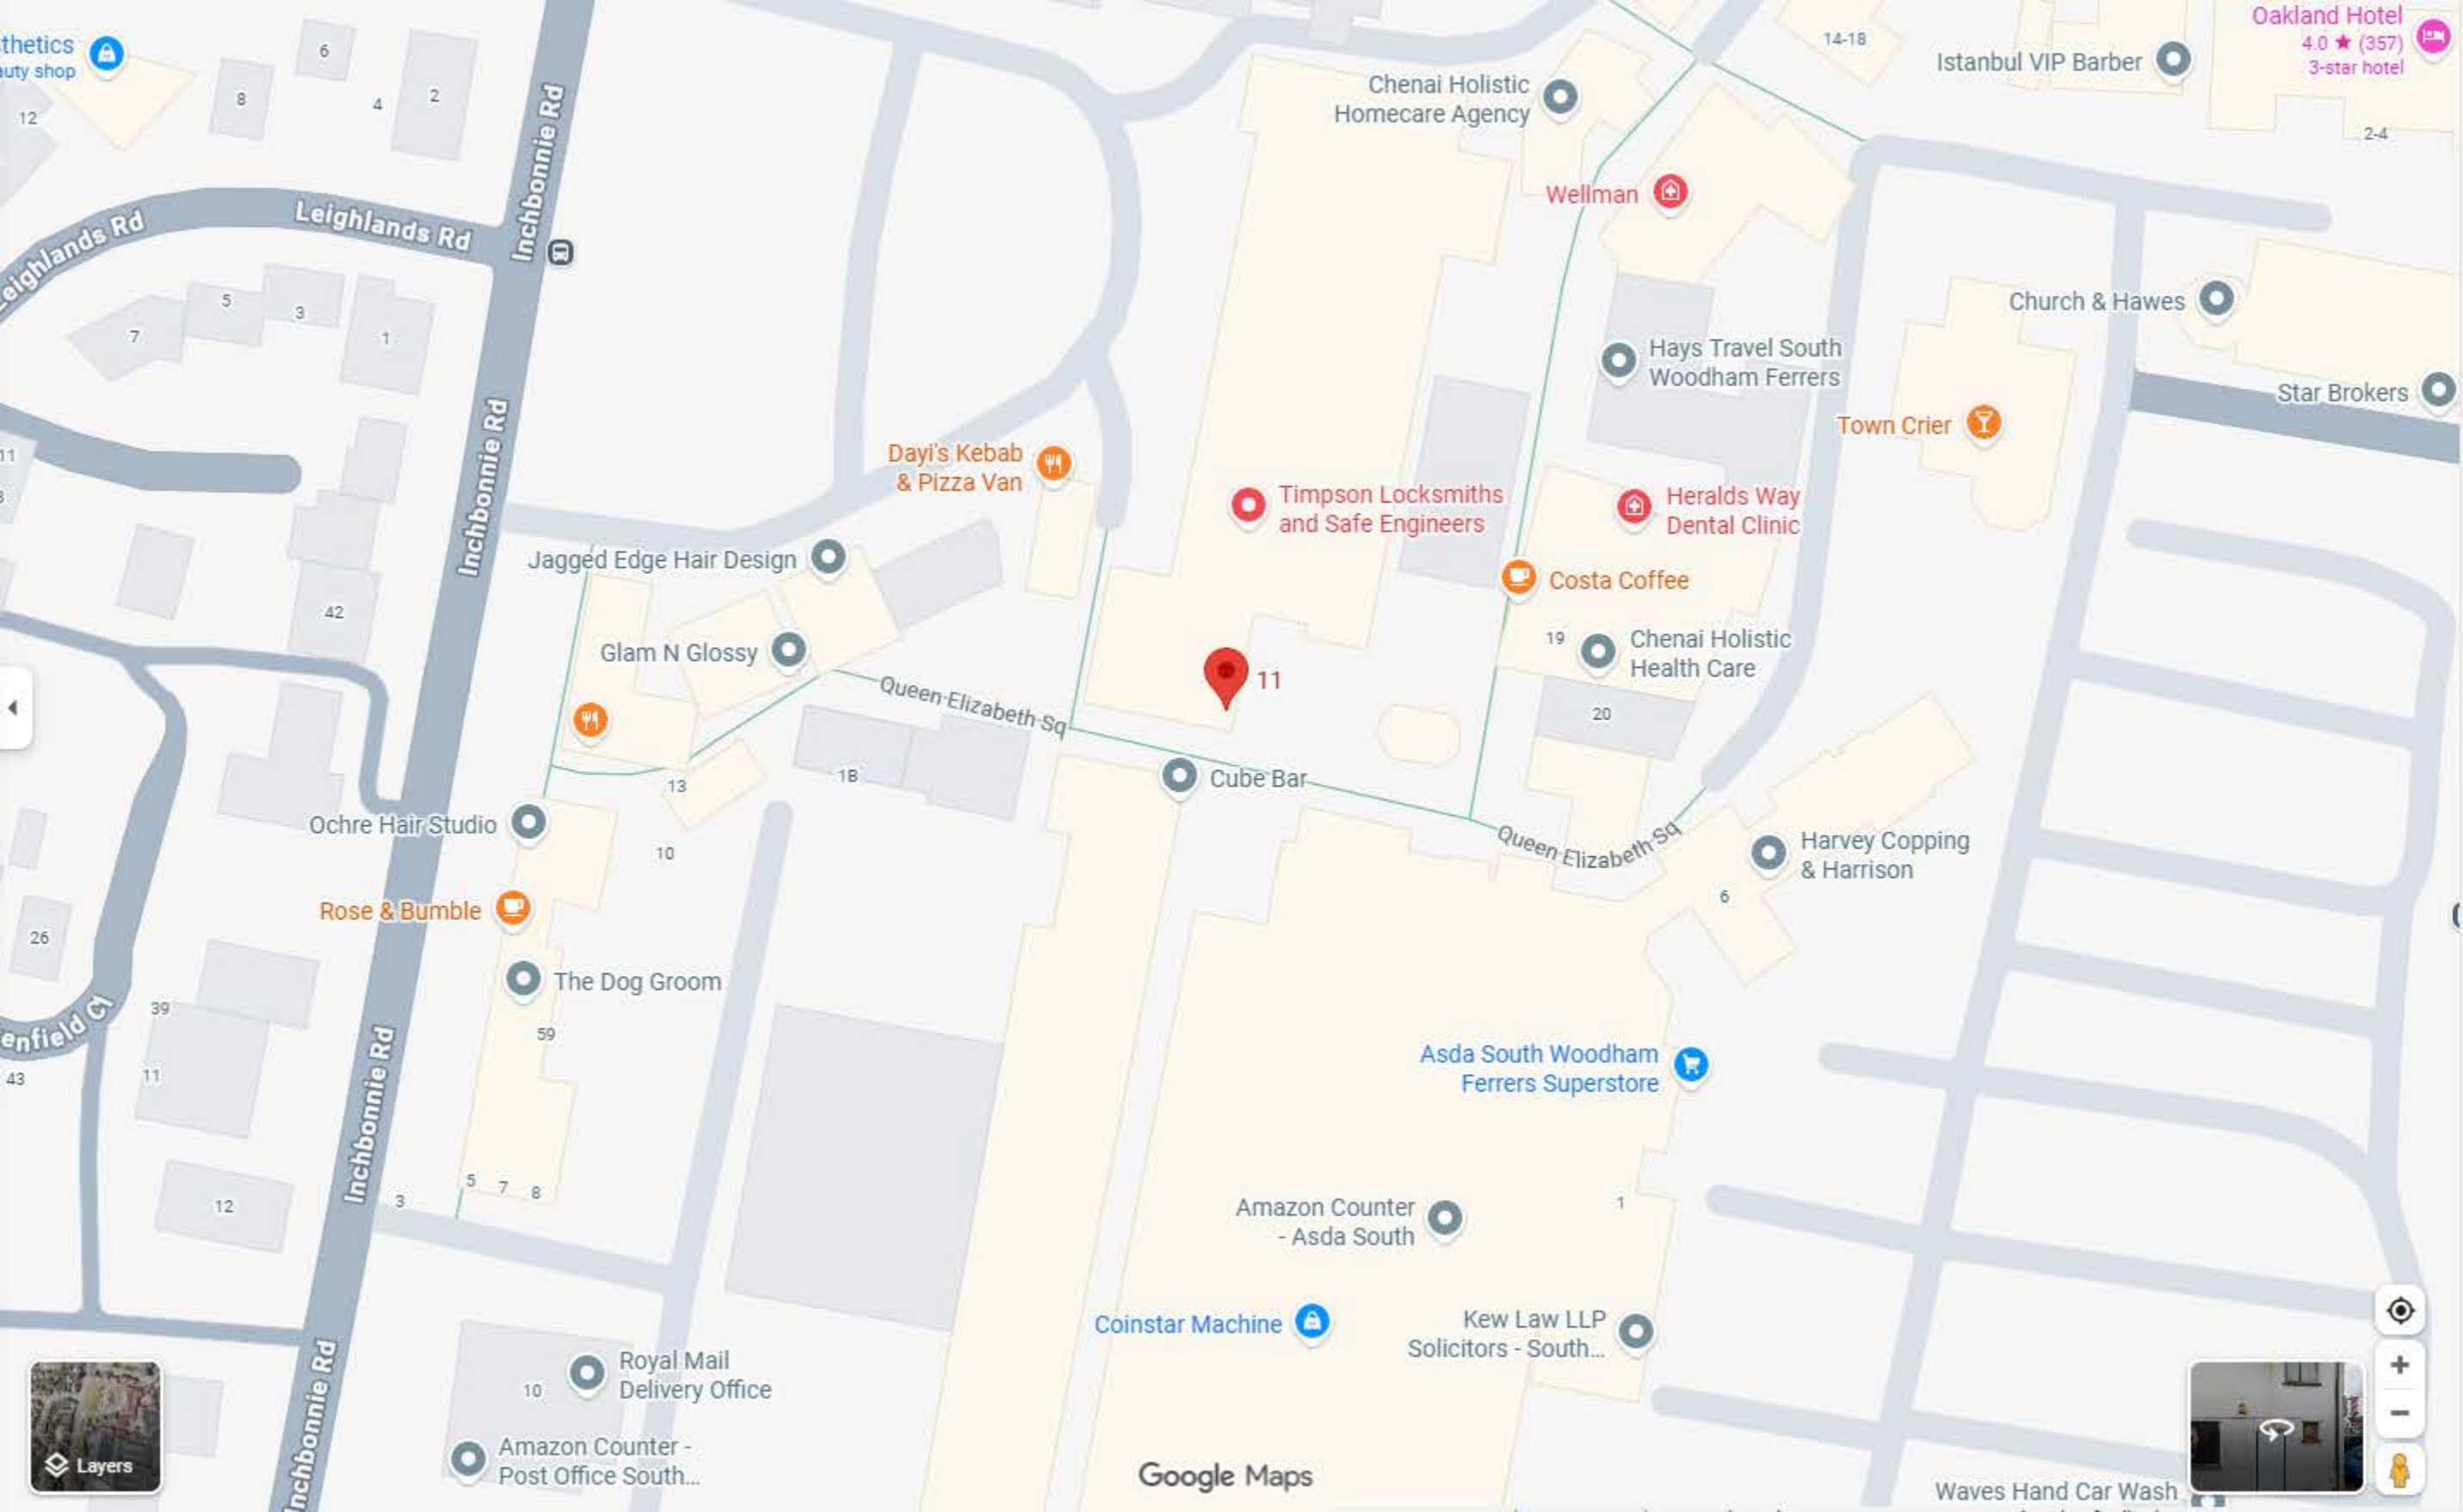 Oakland Hotel
4.0 ★ (357)
3-star hotel
14-18
Istanbul VIP Barber
thetics
auty shop
6
8
4
2
12
Inchbonnie Rd
Chenai Holistic
Homecare Agency
2-4
Wellman
Leighlands Rd
Leighlands Rd
5
3
7
1
Church & Hawes
Hays Travel South
Woodham Ferrers
Star Brokers
Town Crier
Inchbonnie Rd
11
Dayi's Kebab
& Pizza Van
Timpson Locksmiths
and Safe Engineers
Heralds Way
Dental Clinic
Jagged Edge Hair Design
Costa Coffee
42
Glam N Glossy
19
Chenai Holistic
Health Care
Queen Elizabeth Sq
11
20
13
1B
Cube Bar
Ochre Hair Studio
10
Queen Elizabeth Sq
Harvey Copping
& Harrison
6
Rose & Bumble
26
The Dog Groom
39
59
enfield Cl
43
11
Inchbonnie Rd
Asda South Woodham
Ferrers Superstore
12
3
5
7
8
Amazon Counter
- Asda South
1
Coinstar Machine
Kew Law LLP
Solicitors - South...
Inchbonnie Rd
Royal Mail
Delivery Office
10
Amazon Counter -
Post Office South...
Layers
Google Maps
Waves Hand Car Wash